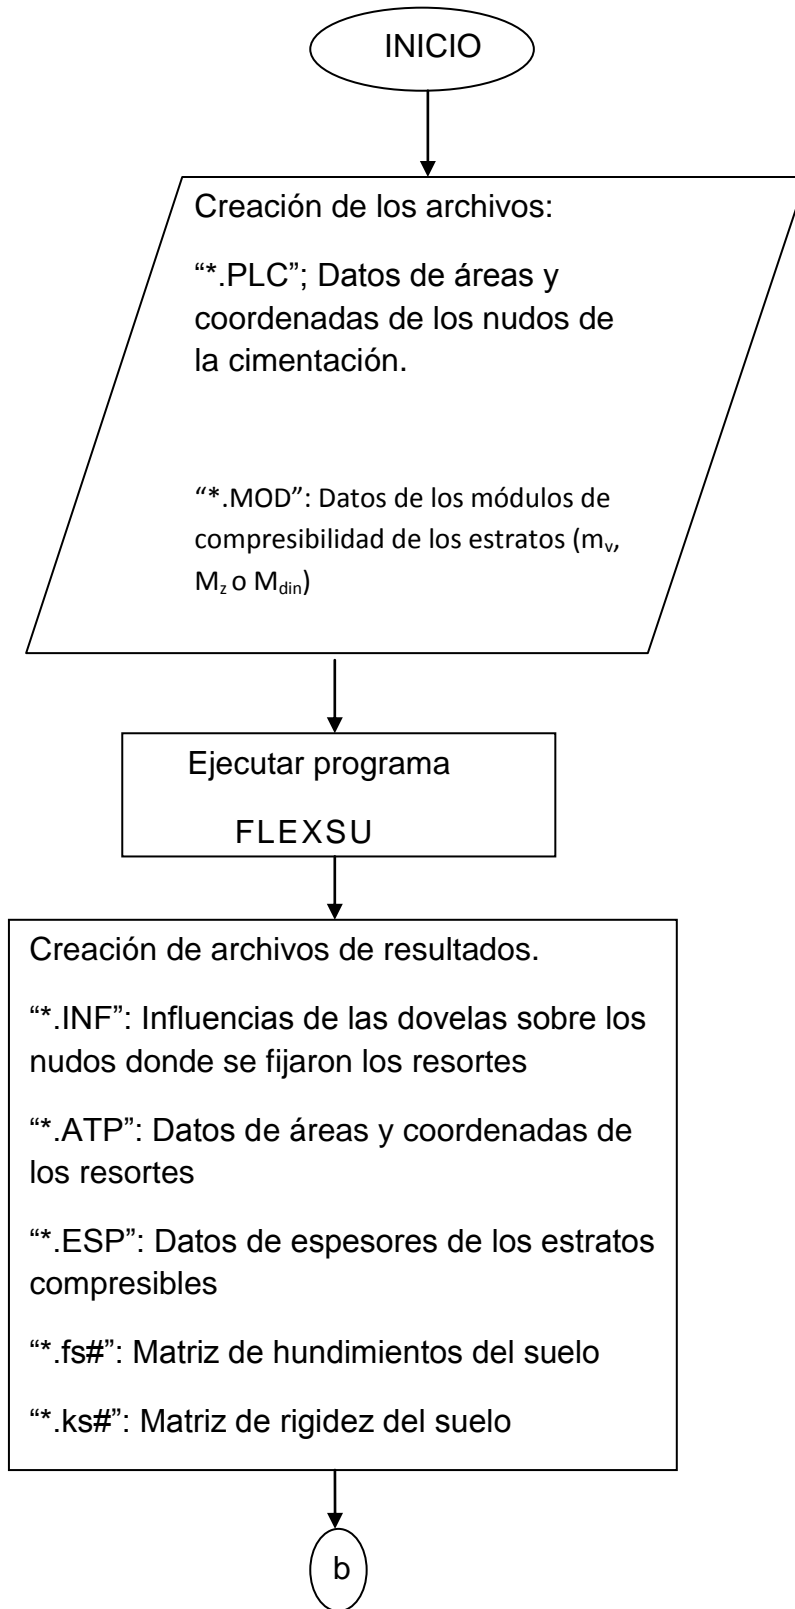 INICIO
Creación de los archivos:
“*.PLC”; Datos de áreas y
coordenadas de los nudos de
la cimentación.
“*.MOD”: Datos de los módulos de
compresibilidad de los estratos (mv,
Mz o Mdin)
Ejecutar programa
FLEXSU
Creación de archivos de resultados.
“*.INF”: Influencias de las dovelas sobre los
nudos donde se fijaron los resortes
“*.ATP”: Datos de áreas y coordenadas de
los resortes
“*.ESP”: Datos de espesores de los estratos
compresibles
“*.fs#”: Matriz de hundimientos del suelo
“*.ks#”: Matriz de rigidez del suelo
b